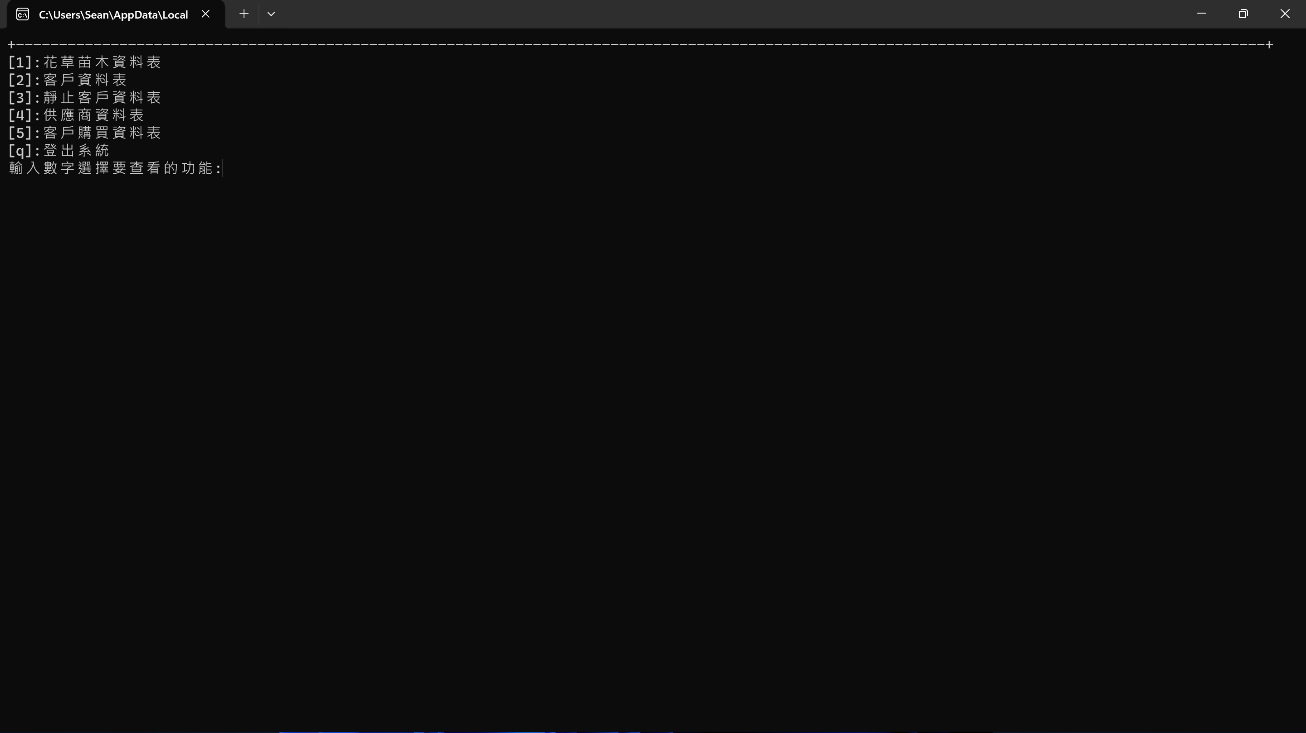 C:\Users\Sean\AppData\Local
+------------------------------------------------------------------------------------------------------------------------------------------------+
[1]:花草苗木資料表
[2]:客戶資料表
[3]:靜止客戶資料表
[4]:供應商資料表
[5]:客戶購買資料表
[q]:登出系統
輸入數字選擇要查看的功能: